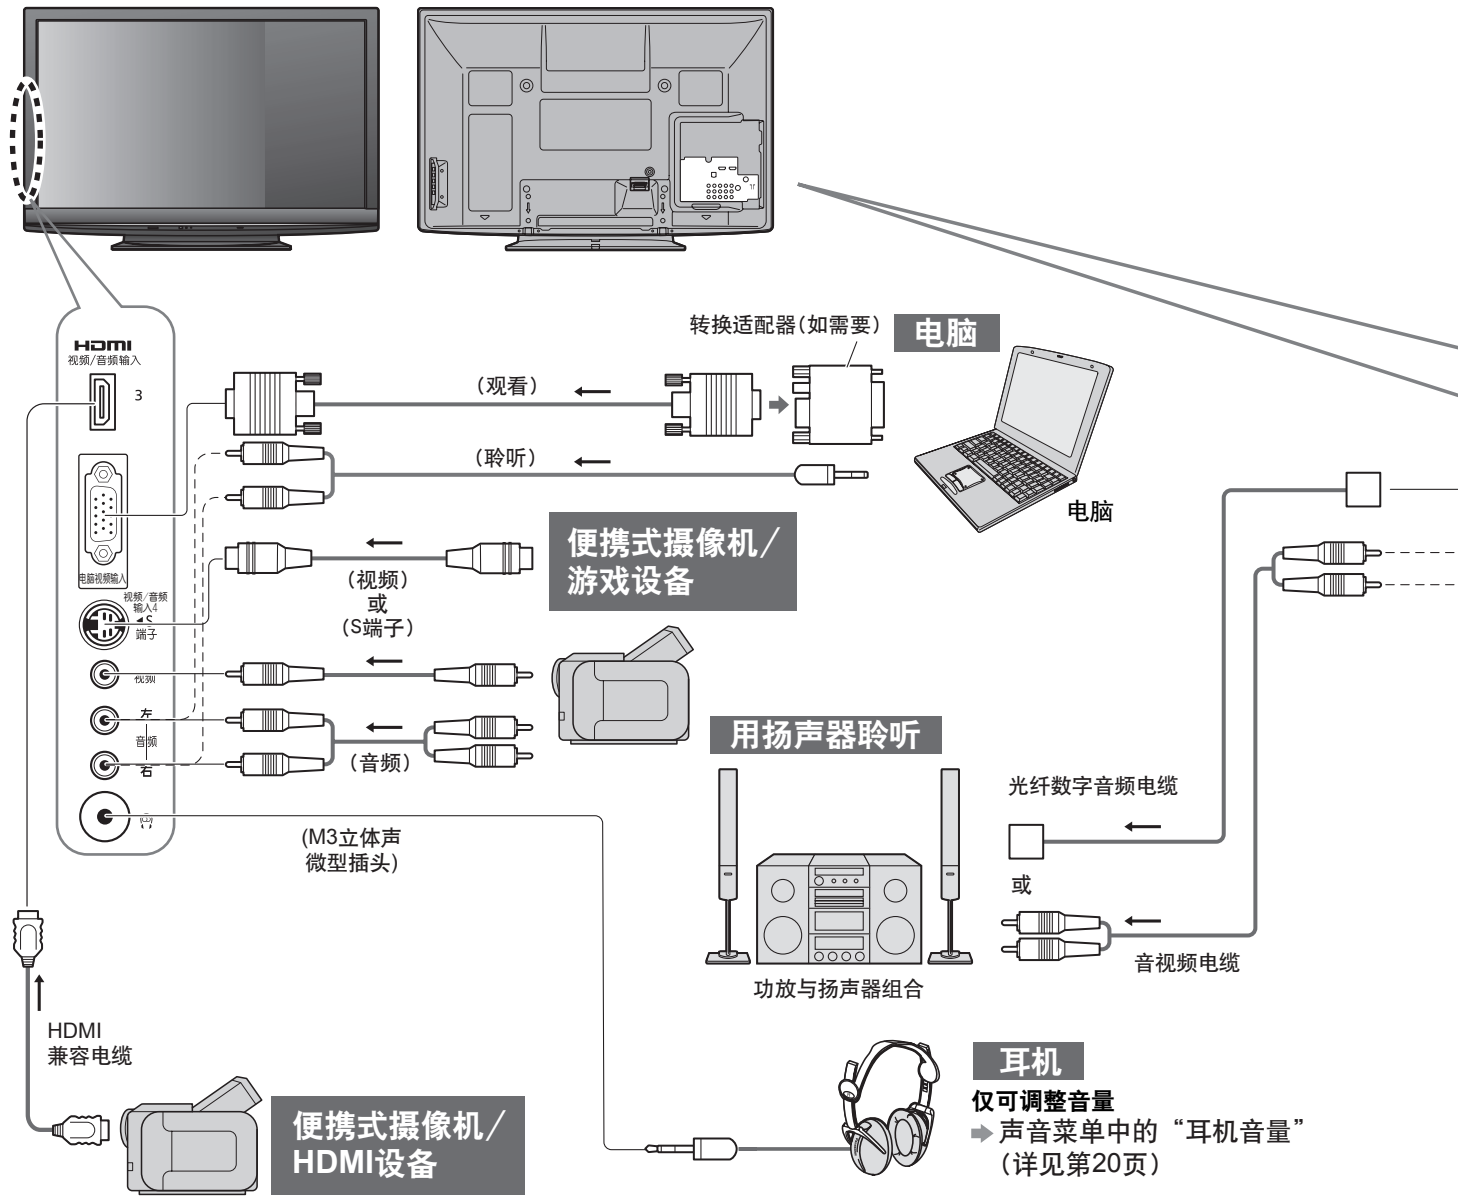 HDMI
视频/音频输入
3
电脑视频输入
视频/音频
输入4
S
端子
视频
左
音频
右
转换适配器(如需要)
电脑
(观看)
(聆听)
电脑
便携式摄像机/
游戏设备
(视频)
或
(S端子)
(音频)
用扬声器聆听
光纤数字音频电缆
或
音视频电缆
功放与扬声器组合
(M3立体声
微型插头)
HDMI
兼容电缆
便携式摄像机/
HDMI设备
耳机
仅可调整音量
声音菜单中的“耳机音量”
(详见第20页)